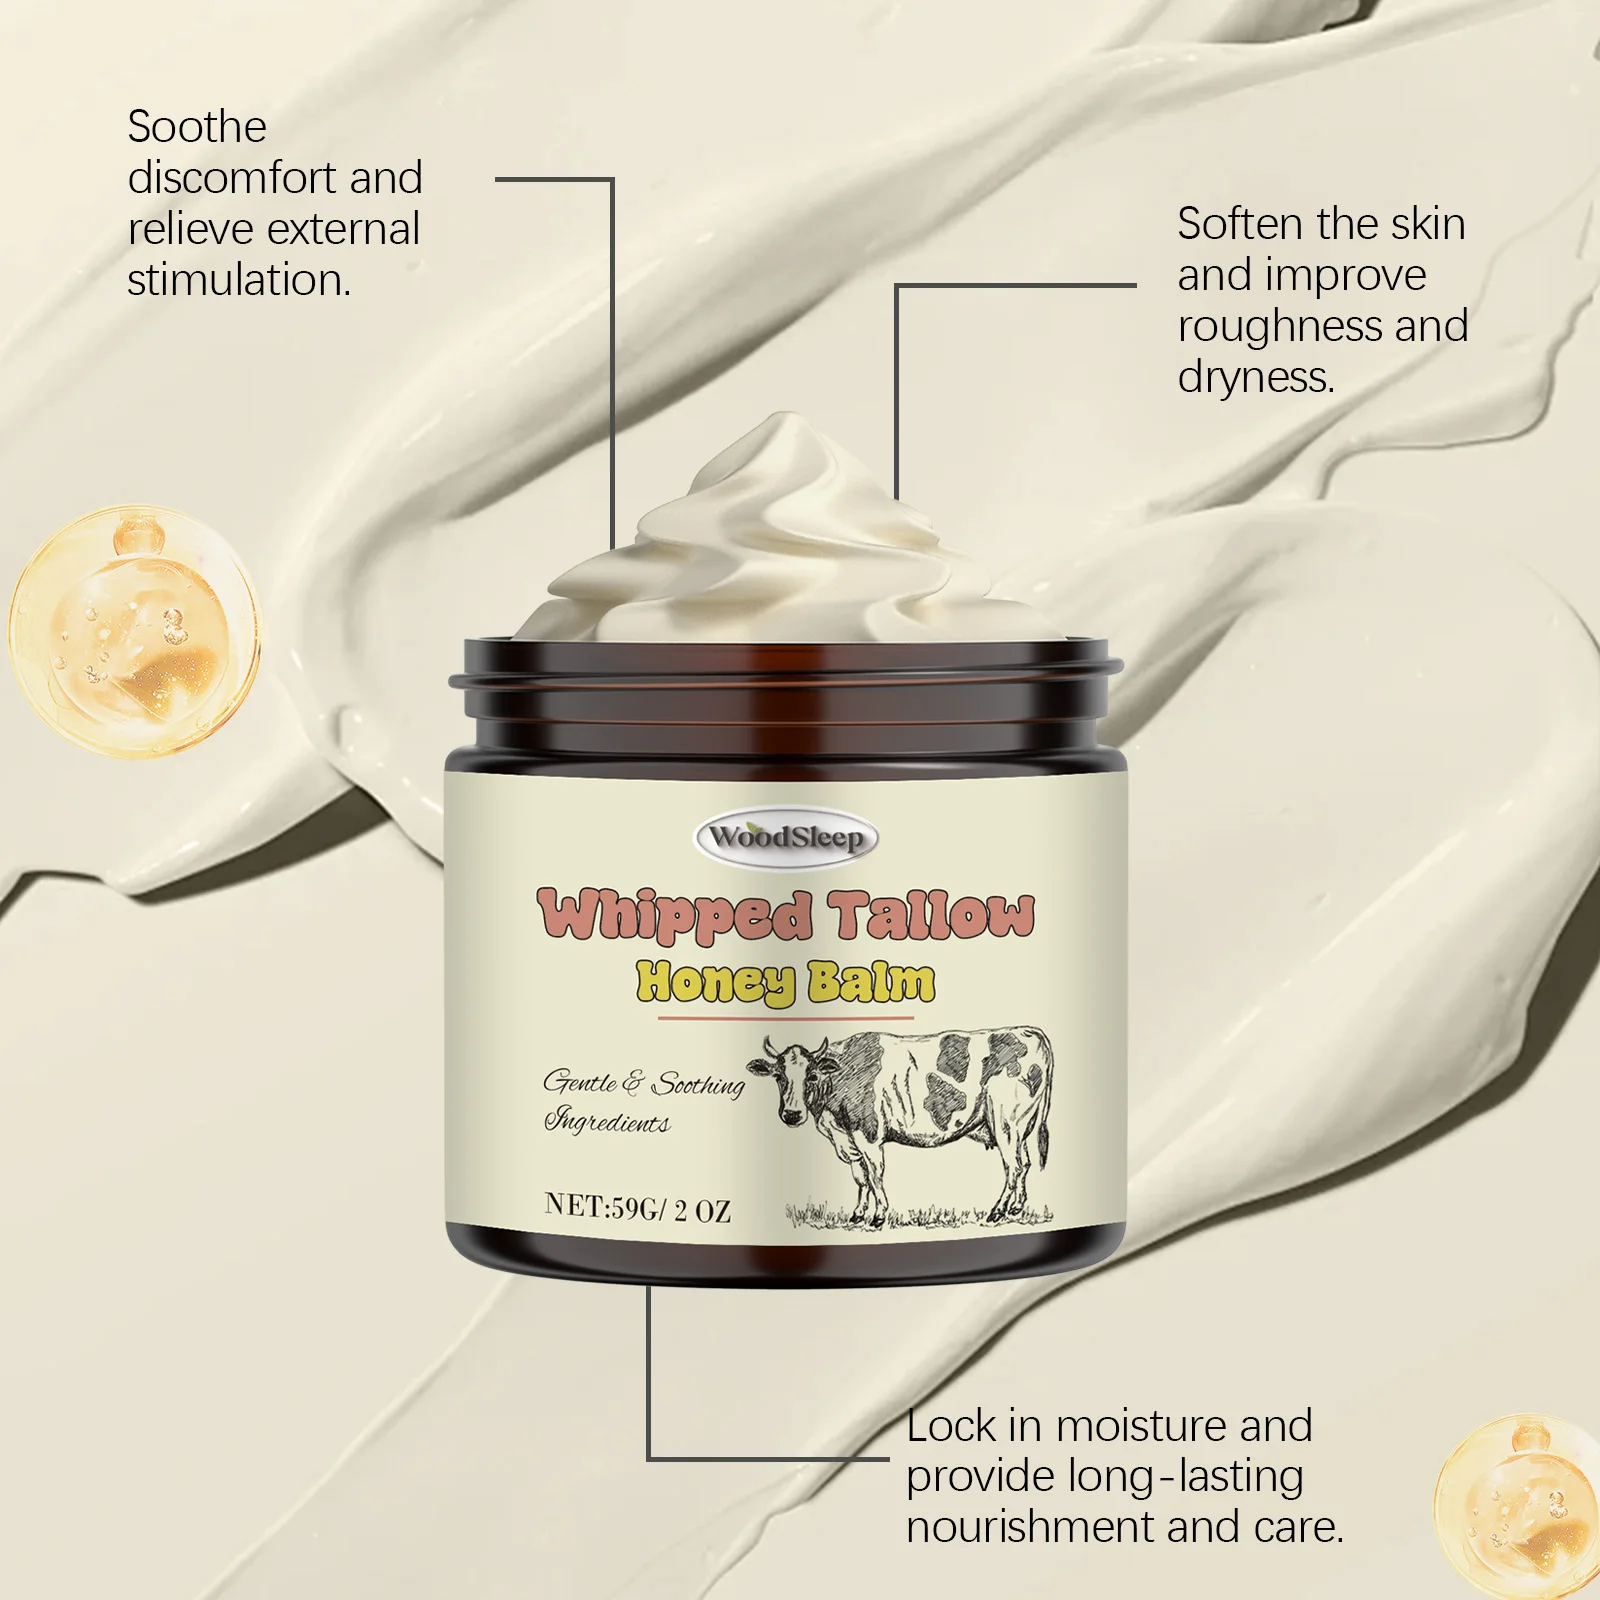 Soothe
discomfort and
relieve external
stimulation.
Soften the skin
and improve
roughness and
dryness.
WoodSleep
Whipped Tallow
Honey Balm
Gentle & Soothing
Ingredients
NET:59G/ 2 OZ
Lock in moisture and
provide long-lasting
nourishment and care.